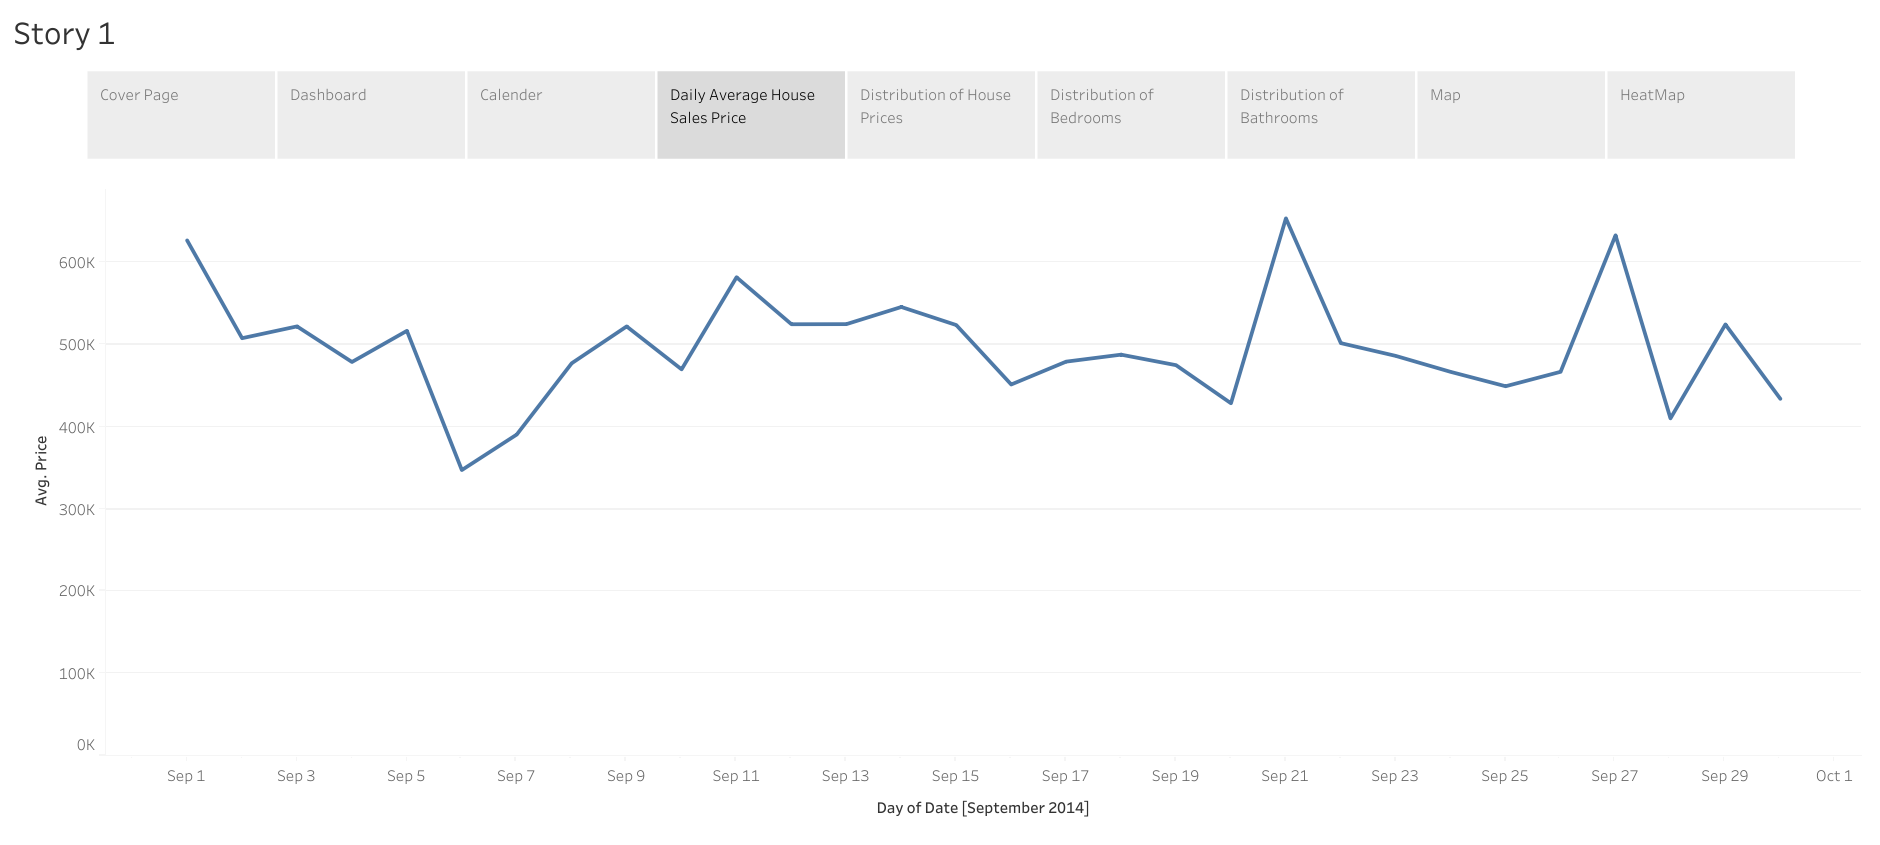 Story 1
Cover Page
Dashboard
Calender
Daily Average House
Sales Price
Distribution of House
Prices
Distribution of
Bedrooms
Distribution of
Bathrooms
Map
HeatMap
600K
500K
400K
300K
200K
100K
0K
Avg. Price
Sep 1
Sep 3
Sep 5
Sep 7
Sep 9
Sep 11
Sep 13
Sep 15
Sep 17
Sep 19
Sep 21
Sep 23
Sep 25
Sep 27
Sep 29
Oct 1
Day of Date [September 2014]